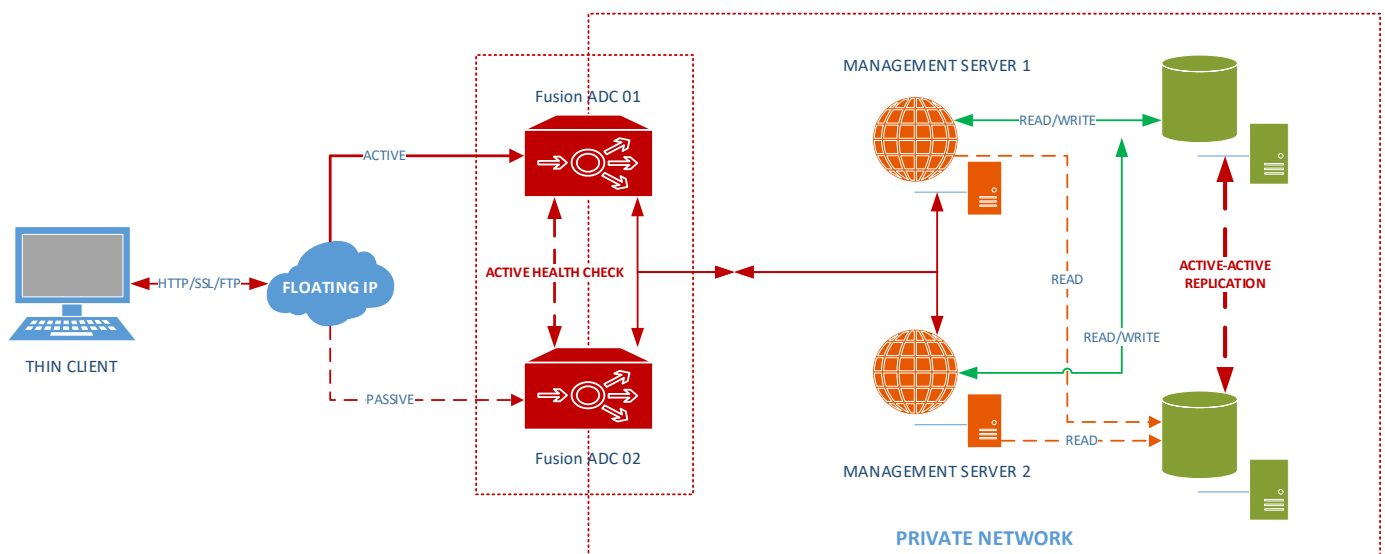 MANAGEMENT SERVER 1
Fusion ADC 01
READ/WRITE
ACTIVE
HTTP/SSL/FTP
FLOATING IP
ACTIVE HEALTH CHECK
READ
ACTIVE-ACTIVE
REPLICATION
THIN CLIENT
READ/WRITE
PASSIVE
READ
Fusion ADC 02
MANAGEMENT SERVER 2
PRIVATE NETWORK